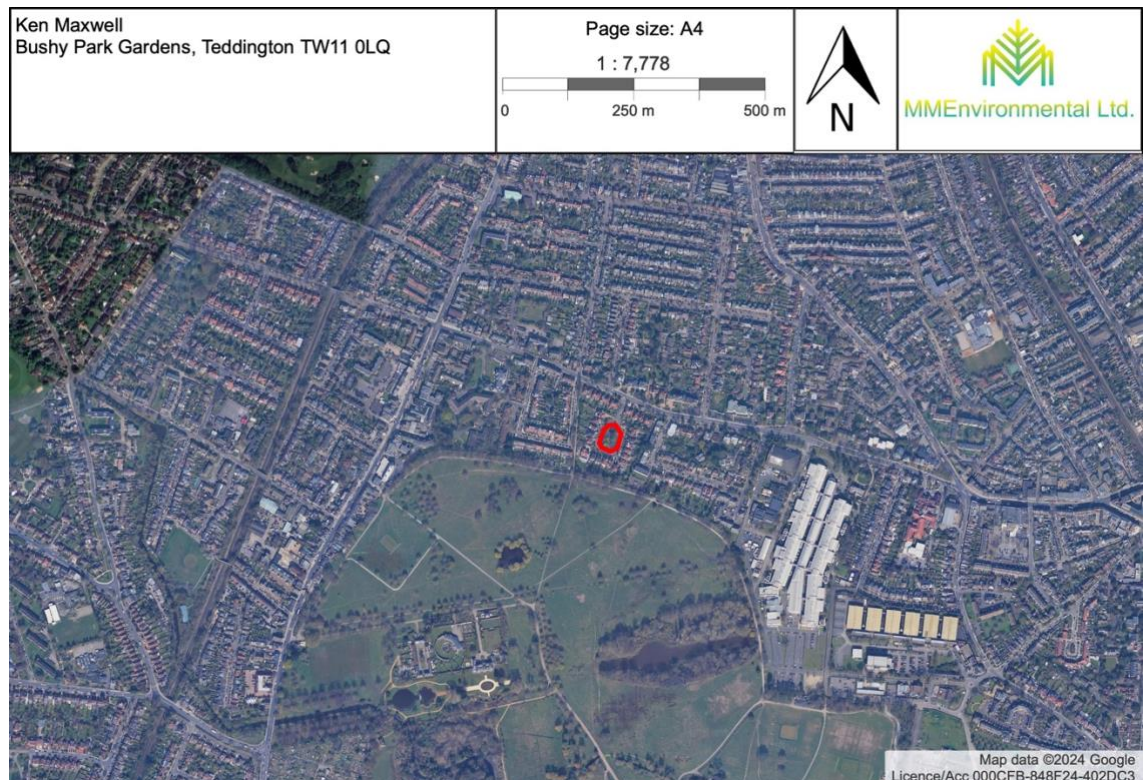 Ken Maxwell
Bushy Park Gardens, Teddington TW11 0LQ
Page size: A4
1 : 7,778
0 250 m 500 m
N
MMEnvironmental Ltd.
Map data ©2024 Google